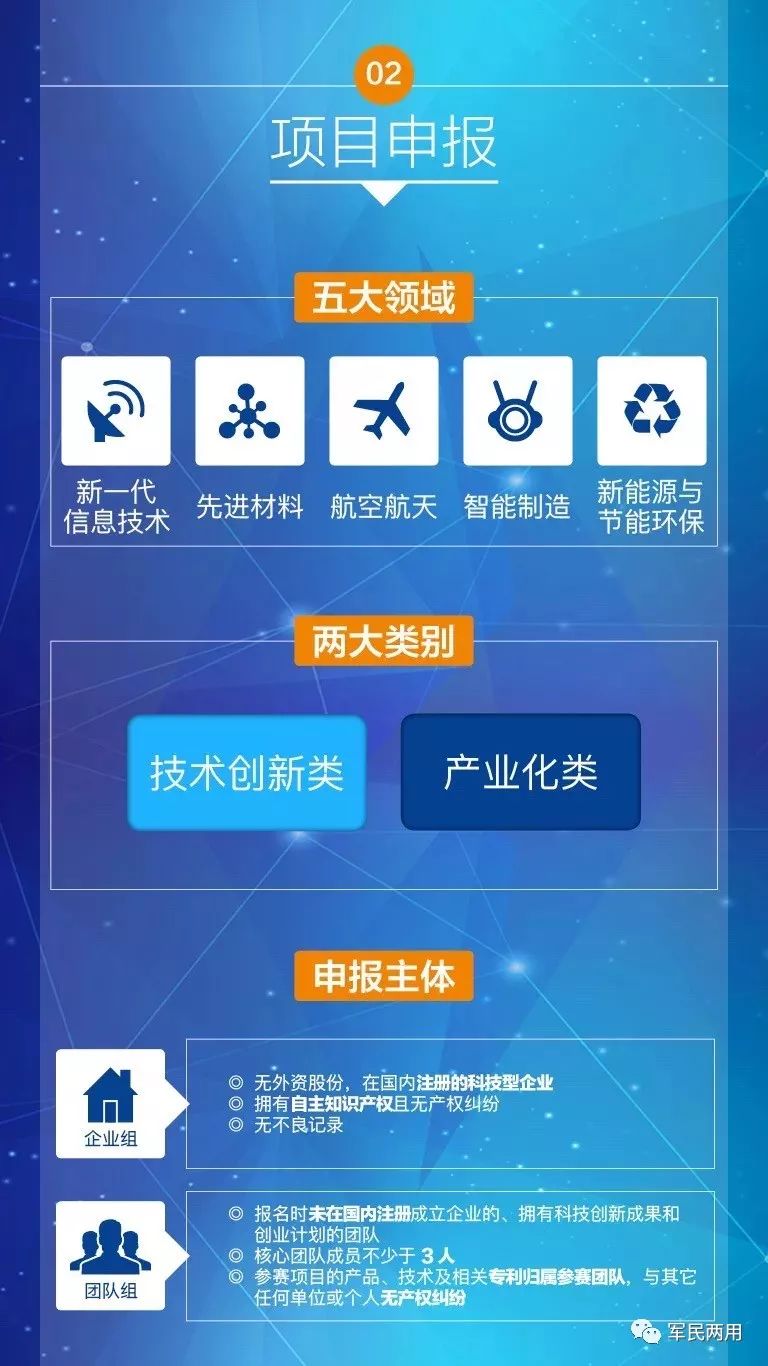 02
项目申报
五大领域
新一代
信息技术
先进材料
航空航天
智能制造
新能源与
节能环保
两大类别
技术创新类
产业化类
申报主体
企业组
◎ 无外资股份，在国内注册的科技型企业
◎ 拥有自主知识产权且无产权纠纷
◎ 无不良记录
团队组
◎ 报名时未在国内注册成立企业的、拥有科技创新成果和
创业计划的团队
◎ 核心团队成员不少于 3 人
◎ 参赛项目的产品、技术及相关专利归属参赛团队，与其它
任何单位或个人无产权纠纷
军民两用